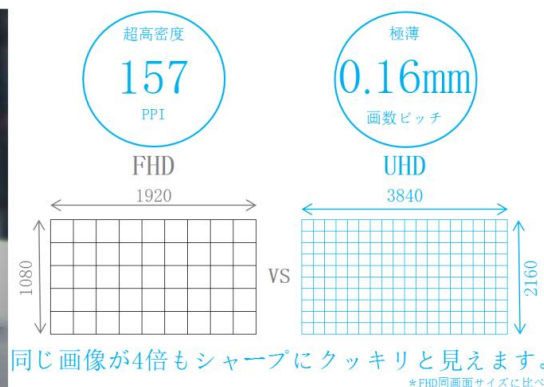 超高密度
157
PPI
極薄
0.16mm
画数ピッチ
FHD
1920
1080
VS
UHD
3840
2160
同じ画像が4倍もシャープにクッキリと見えます。
*FHD同画面サイズに比べ